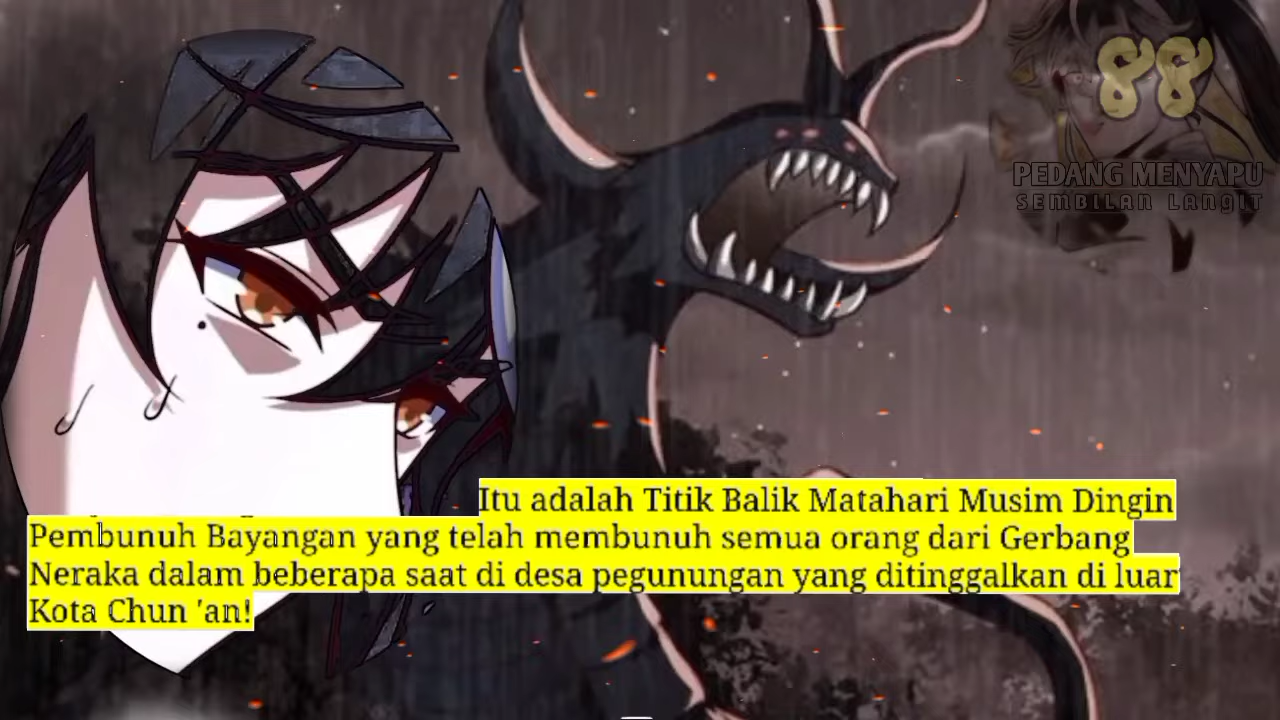 88
PEDANG MENYAPU
SEMBILAN LANGIT
Itu adalah Titik Balik Matahari Musim Dingin
Pembunuh Bayangan yang telah membunuh semua orang dari Gerbang
Neraka dalam beberapa saat di desa pegunungan yang ditinggalkan di luar
Kota Chun 'an!